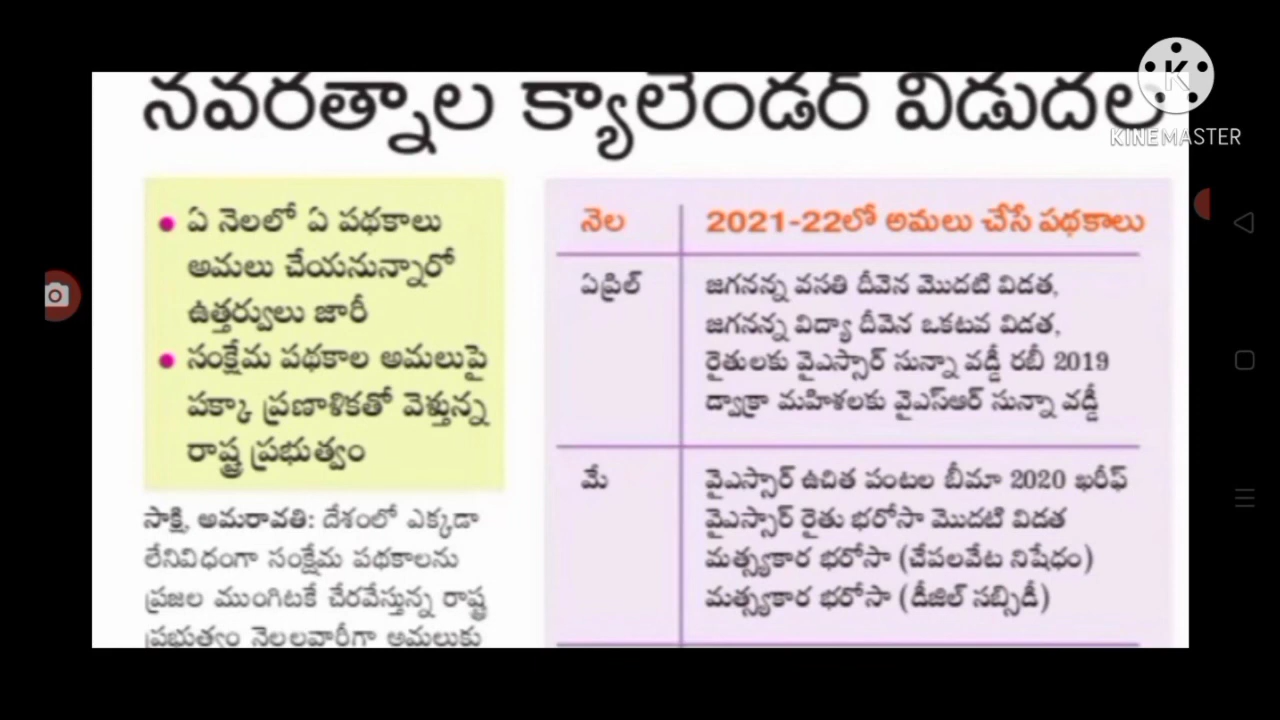 నవరత్నాల క్యాలెండర్ విడుదల
KINEMASTER
ఏ నెలలో ఏ పథకాలు
అమలు చేయనున్నారో
ఉత్తర్వులు జారీ
సంక్షేమ పథకాల అమలుపై
పక్కా ప్రణాళికతో వెళ్తున్న
రాష్ట్ర ప్రభుత్వం
సాక్షి, అమరావతి: దేశంలో ఎక్కడా
లేనివిధంగా సంక్షేమ పథకాలను
ప్రజల ముంగిటకే చేరవేస్తున్న రాష్ట్ర
ప్రభుత్వం నెలలవారీగా అమలుకు
నెల 2021-22లో అమలు చేసే పథకాలు
ఏప్రిల్ జగనన్న వసతి దీవెన మొదటి విడత,
జగనన్న విద్యా దీవెన ఒకటవ విడత,
రైతులకు వైఎస్సార్ సున్నా వడ్డీ రబీ 2019
ద్వాక్రా మహిళలకు వైఎస్ఆర్ సున్నా వడ్డీ
మే వైఎస్సార్ ఉచిత పంటల బీమా 2020 ఖరీఫ్
వైఎస్సార్ రైతు భరోసా మొదటి విడత
మత్స్యకార భరోసా (చేపలవేట నిషేధం)
మత్స్యకార భరోసా (డీజిల్ సబ్సిడీ)